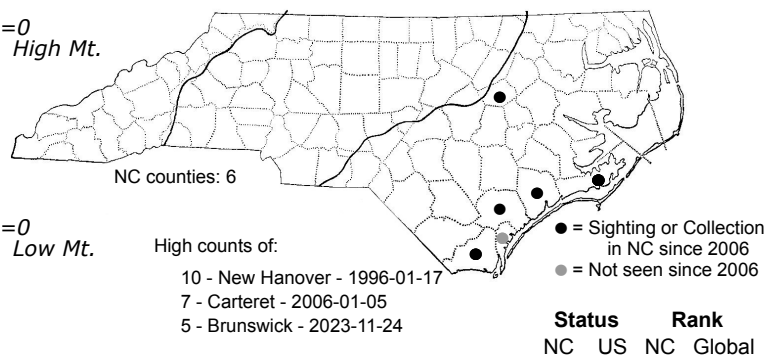 =0
High Mt.
NC counties: 6
=0
Low Mt.
High counts of:
10 - New Hanover - 1996-01-17
7 - Carteret - 2006-01-05
5 - Brunswick - 2023-11-24
= Sighting or Collection
in NC since 2006
= Not seen since 2006
Status Rank
NC US NC Global